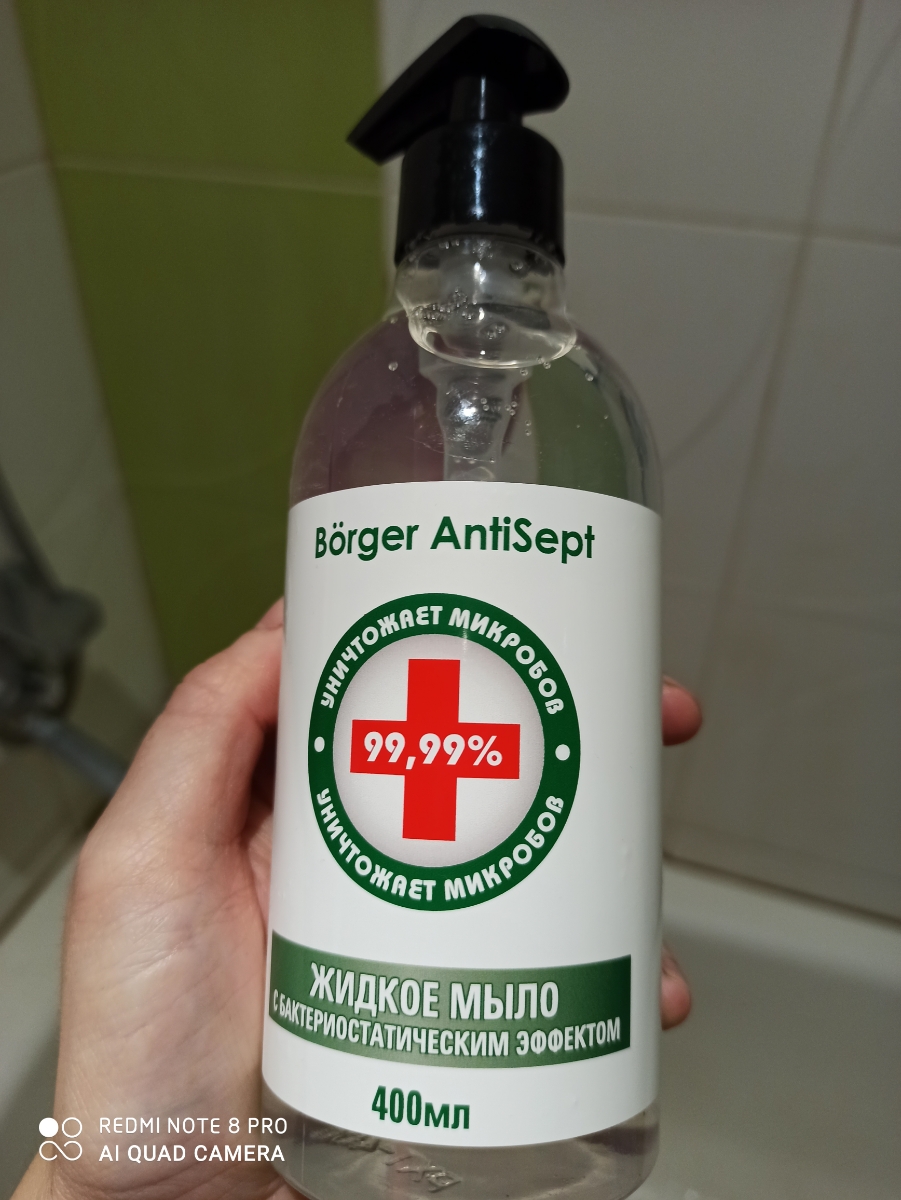 Börger AntiSept
УНИЧТОЖАЕТ МИКРОБОВ
99,99%
УНИЧТОЖАЕТ МИКРОБОВ
ЖИДКОЕ МЫЛО
С БАКТЕРИОСТАТИЧЕСКИМ ЭФФЕКТОМ
400мл
REDMI NOTE 8 PRO
AI QUAD CAMERA